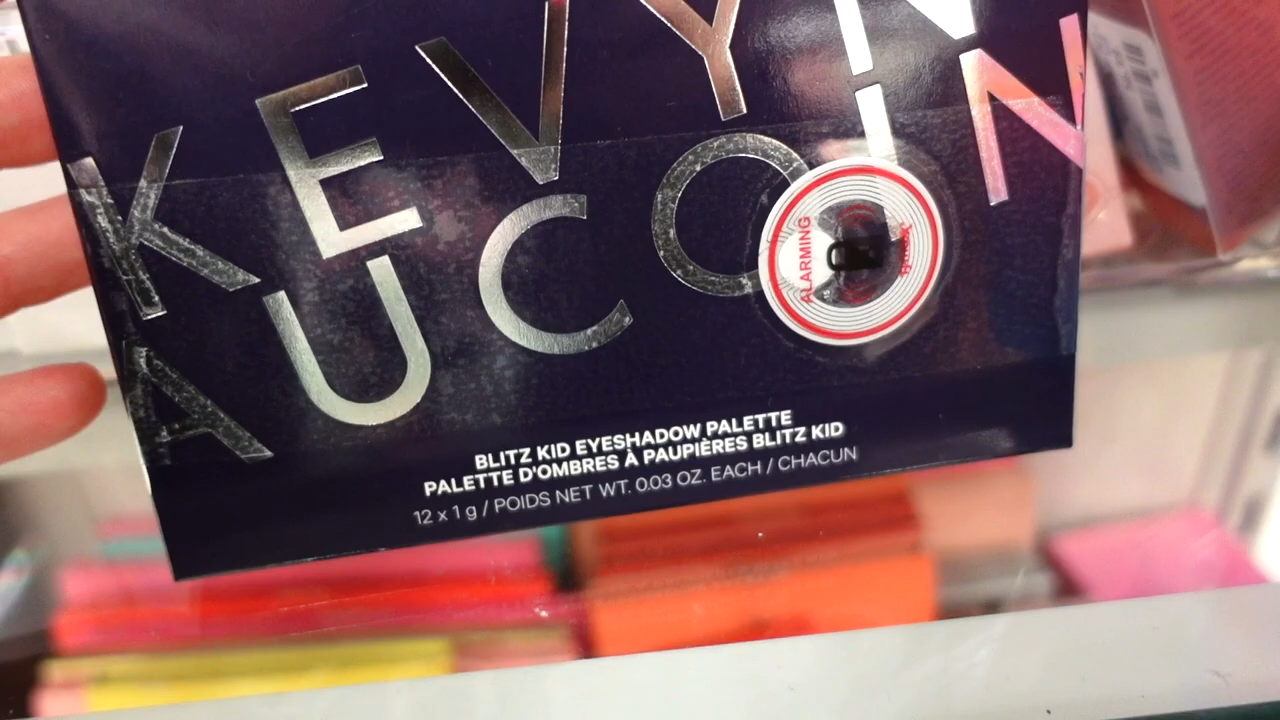 KEVYN
AUCOIN
ALARMING
BLITZ KID EYESHADOW PALETTE
PALETTE D'OMBRES À PAUPIÈRES BLITZ KID
12 x 1 g / POIDS NET WT. 0.03 OZ. EACH / CHACUN